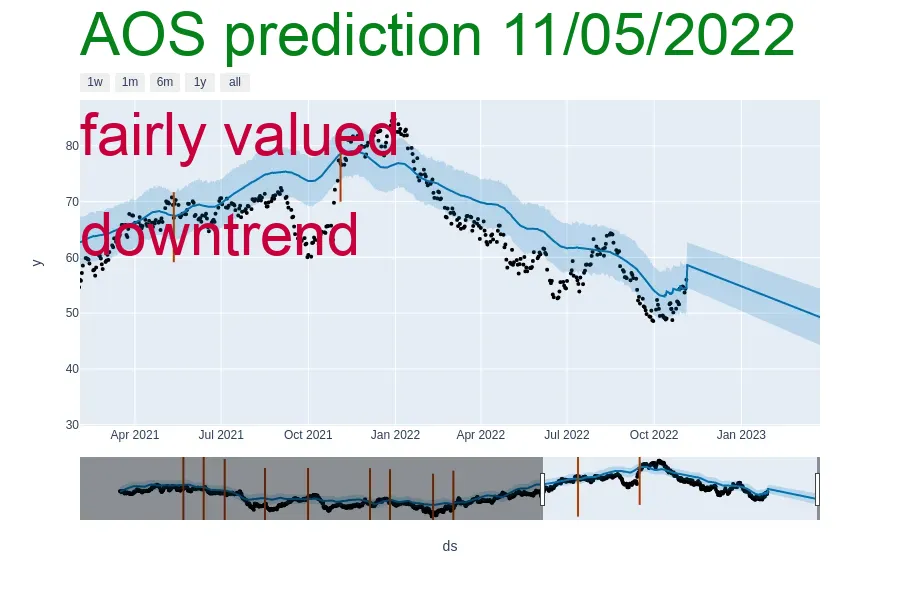 AOS prediction 11/05/2022
1w 1m 6m 1y all
fairly valued
downtrend
80
70
60
50
40
30
y
Apr 2021 Jul 2021 Oct 2021 Jan 2022 Apr 2022 Jul 2022 Oct 2022 Jan 2023
ds